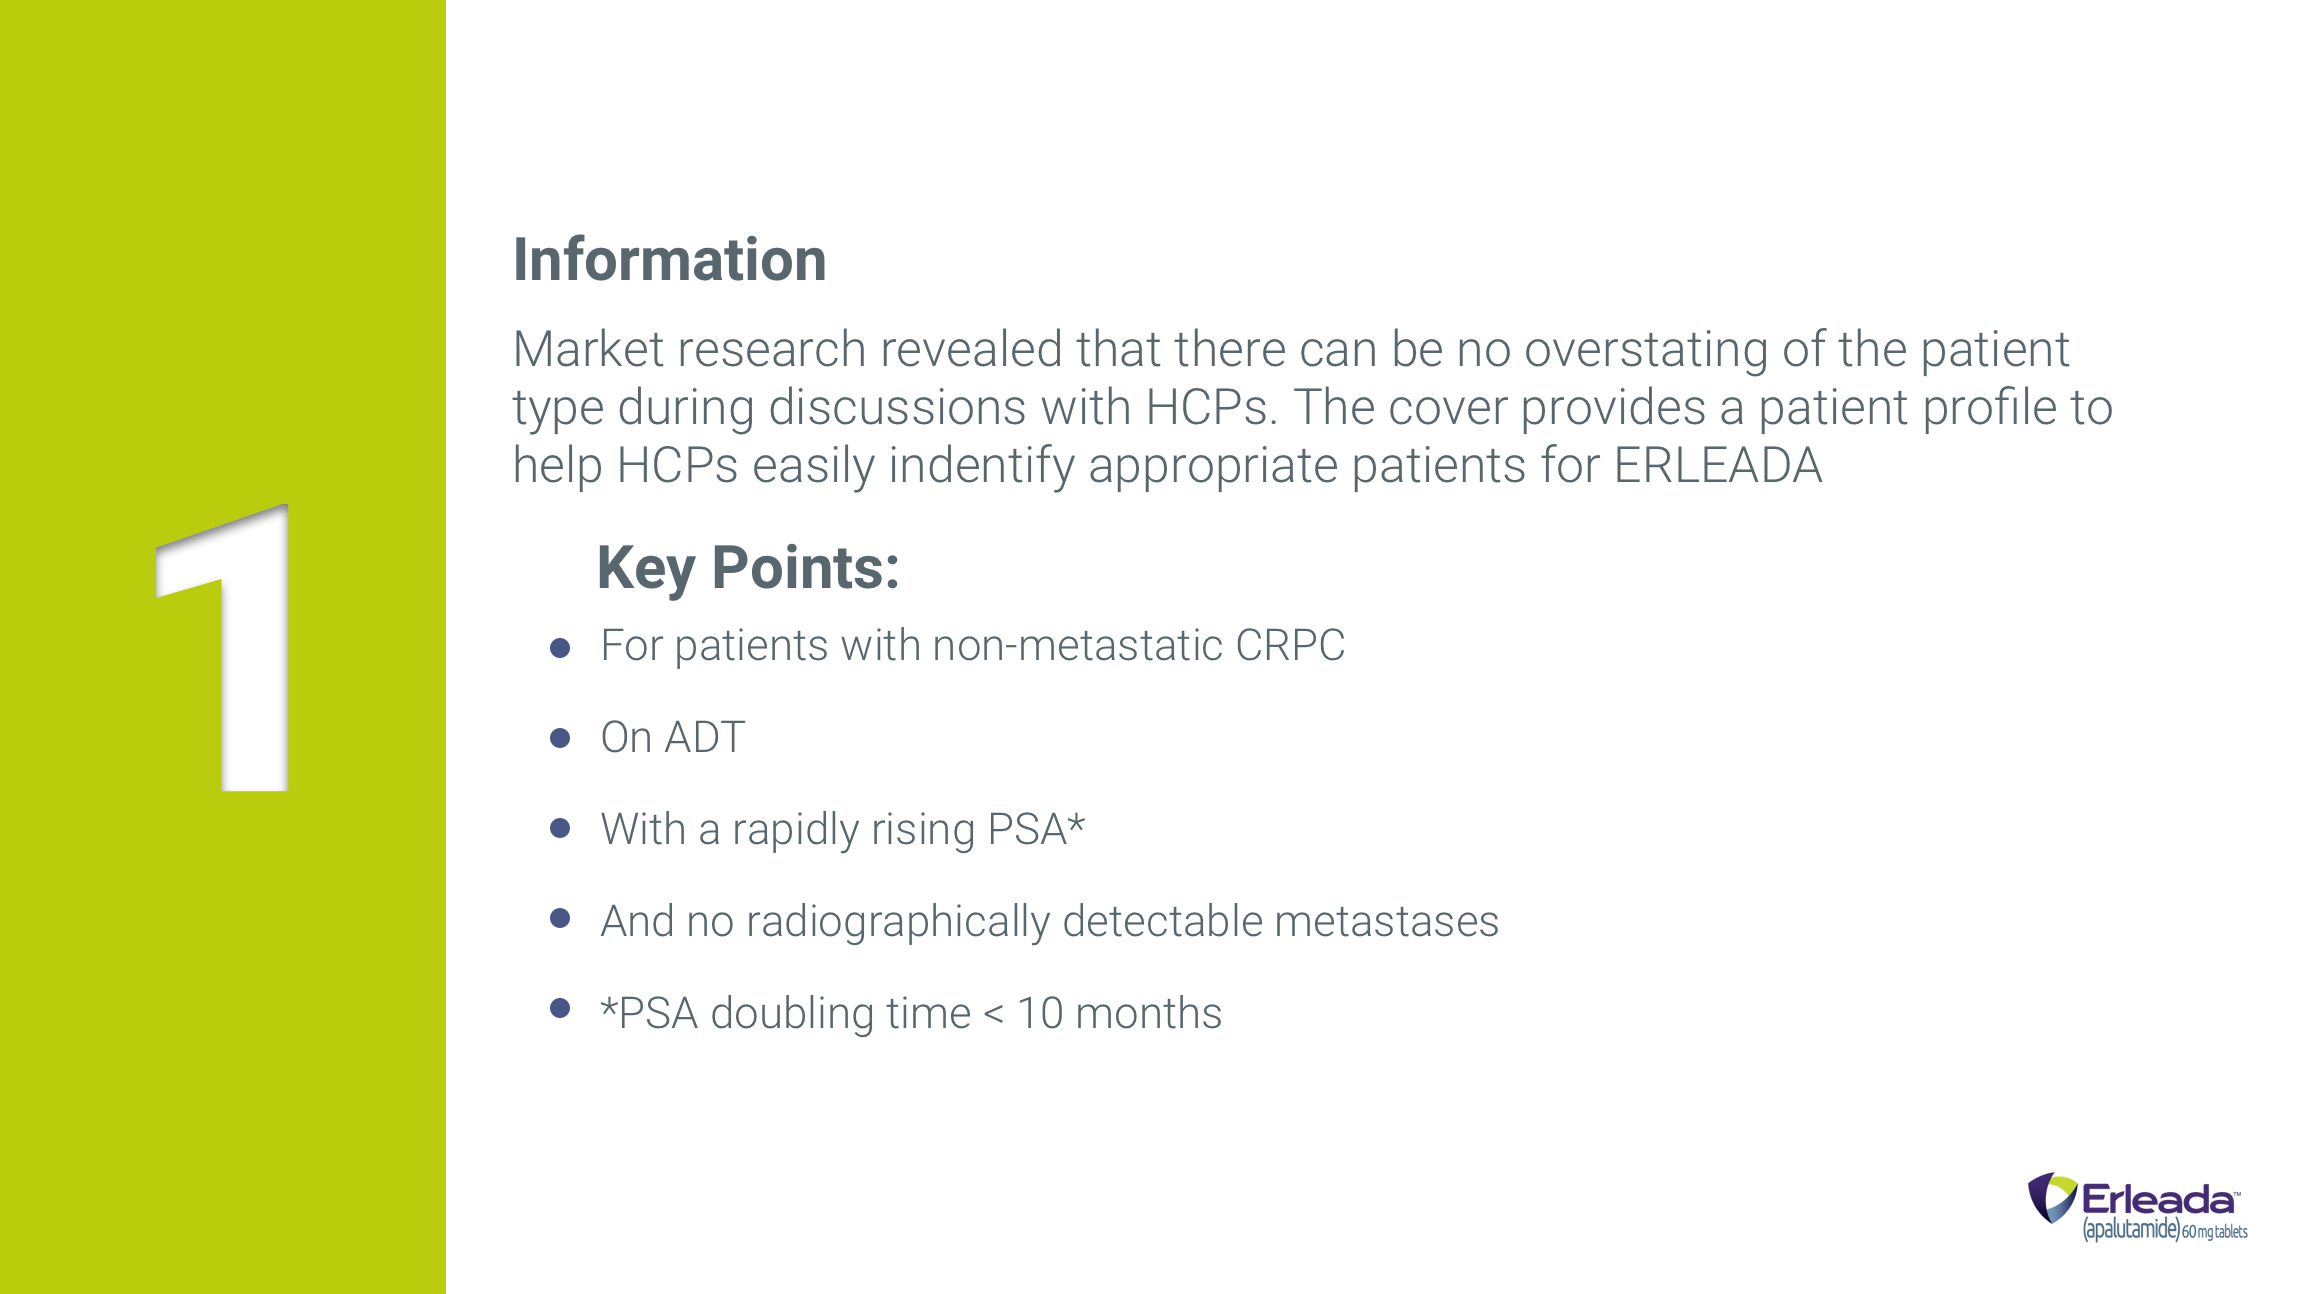 1
Information
Market research revealed that there can be no overstating of the patient
type during discussions with HCPs. The cover provides a patient profile to
help HCPs easily indentify appropriate patients for ERLEADA
Key Points:
For patients with non-metastatic CRPC
On ADT
With a rapidly rising PSA*
And no radiographically detectable metastases
*PSA doubling time < 10 months
Erleada™
(apalutamide) 60 mg tablets